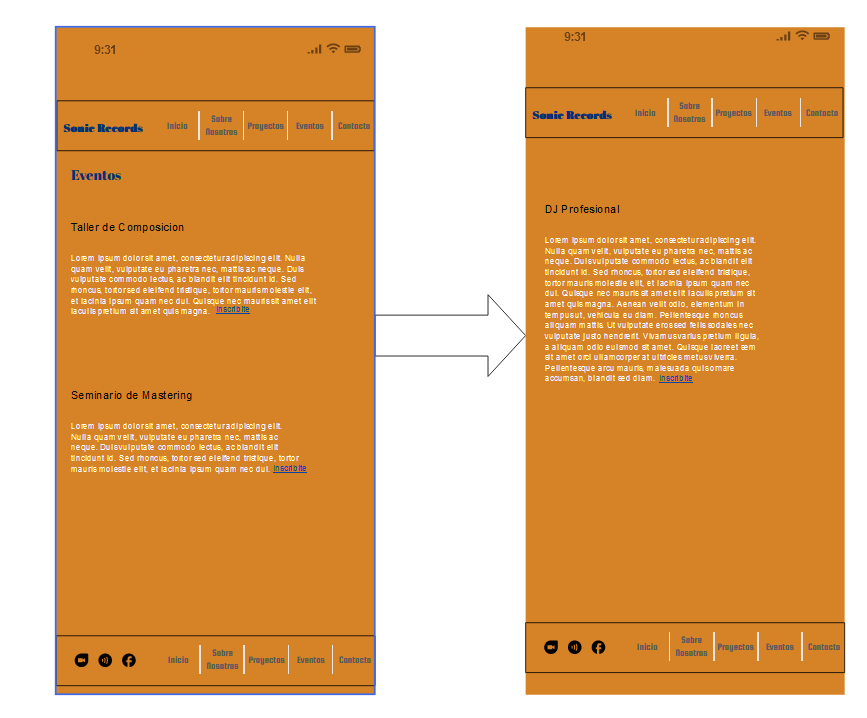 9:31
Sonic Records
Inicio
Sobre
Nosotros
Proyectos
Eventos
Contacto
Eventos
Taller de Composicion
Lorem ipsum dolor sit amet, consectetur adipiscing elit. Nulla
quam velit, vulputate eu pharetra nec, mattis ac neque. Duis
vulputate commodo lectus, ac blandit elit tincidunt id. Sed
rhoncus, tortor sed eleifend tristique, tortor mauris molestie elit,
et lacinia ipsum quam nec dui. Quisque nec mauris sit amet elit
iaculis pretium sit amet quis magna. Inscribite
Seminario de Mastering
Lorem ipsum dolor sit amet, consectetur adipiscing elit.
Nulla quam velit, vulputate eu pharetra nec, mattis ac
neque. Duis vulputate commodo lectus, ac blandit elit
tincidunt id. Sed rhoncus, tortor sed eleifend tristique, tortor
mauris molestie elit, et lacinia ipsum quam nec dui. Inscribite
Inicio
Sobre
Nosotros
Proyectos
Eventos
Contacto
9:31
Sonic Records
Inicio
Sobre
Nosotros
Proyectos
Eventos
Contacto
DJ Profesional
Lorem ipsum dolor sit amet, consectetur adipiscing elit.
Nulla quam velit, vulputate eu pharetra nec, mattis ac
neque. Duis vulputate commodo lectus, ac blandit elit
tincidunt id. Sed rhoncus, tortor sed eleifend tristique,
tortor mauris molestie elit, et lacinia ipsum quam nec
dui. Quisque nec mauris sit amet elit iaculis pretium sit
amet quis magna. Aenean velit odio, elementum in
tempus ut, vehicula eu diam. Pellentesque rhoncus
aliquam mattis. Ut vulputate eros sed felis sodales nec
vulputate justo hendrerit. Vivamus varius pretium ligula,
a aliquam odio euismod sit amet. Quisque laoreet sem
sit amet orci ullamcorper at ultricies metus viverra.
Pellentesque arcu mauris, malesuada quis ornare
accumsan, blandit sed diam. Inscribite
Inicio
Sobre
Nosotros
Proyectos
Eventos
Contacto